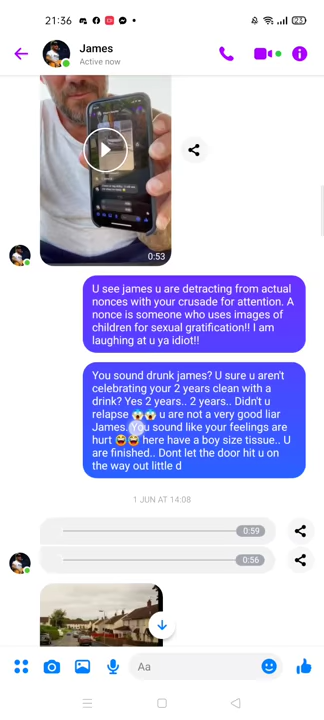 21:36
23
James
Active now
0:53
U see james u are detracting from actual
nonces with your crusade for attention. A
nonce is someone who uses images of
children for sexual gratification!! I am
laughing at u ya idiot!!
You sound drunk james? U sure u aren't
celebrating your 2 years clean with a
drink? Yes 2 years.. 2 years.. Didn't u
relapse 😱😱 u are not a very good liar
James. You sound like your feelings are
hurt 😜😜 here have a boy size tissue.. U
are finished.. Dont let the door hit u on
the way out little d
1 JUN AT 14:08
0:59
0:56
Aa